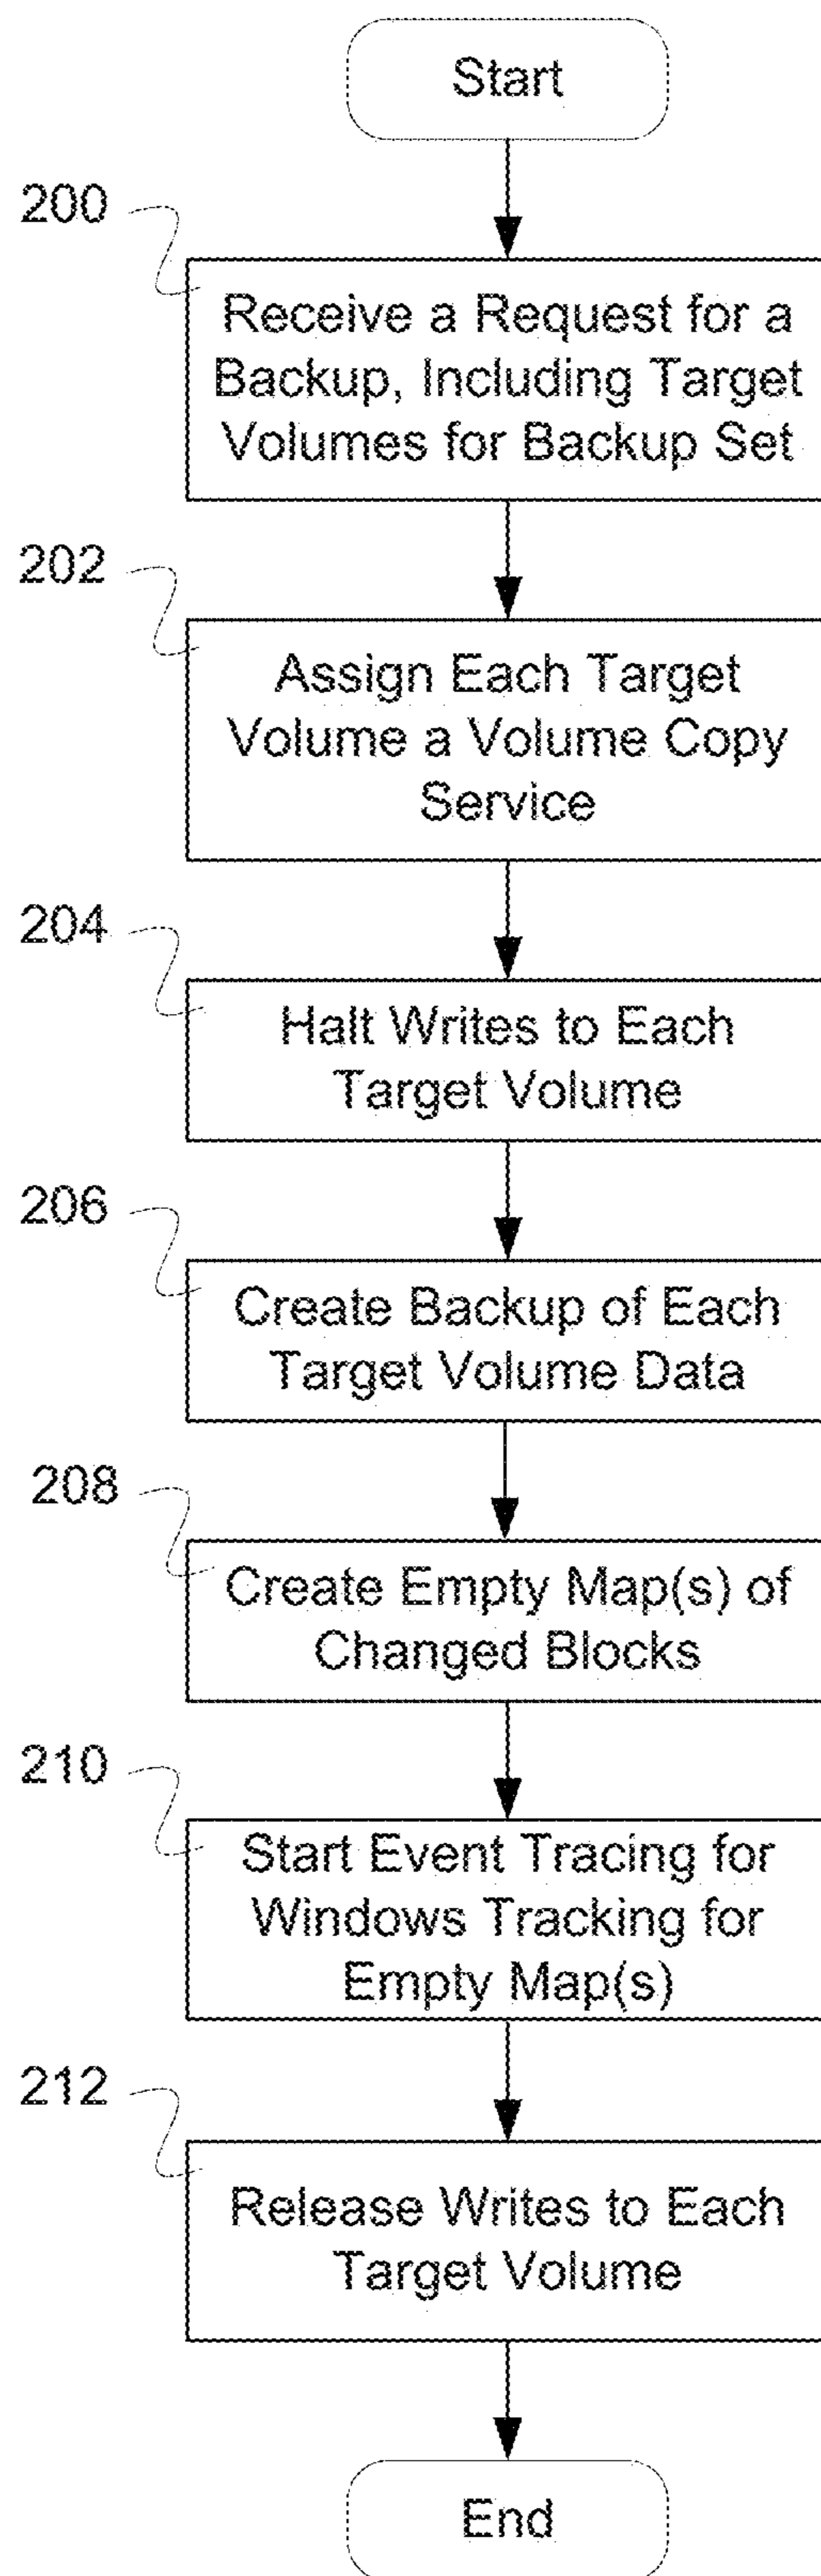 Start
200
Receive a Request for a
Backup, Including Target
Volumes for Backup Set
202
Assign Each Target
Volume a Volume Copy
Service
204
Halt Writes to Each
Target Volume
206
Create Backup of Each
Target Volume Data
208
Create Empty Map(s) of
Changed Blocks
210
Start Event Tracing for
Windows Tracking for
Empty Map(s)
212
Release Writes to Each
Target Volume
End